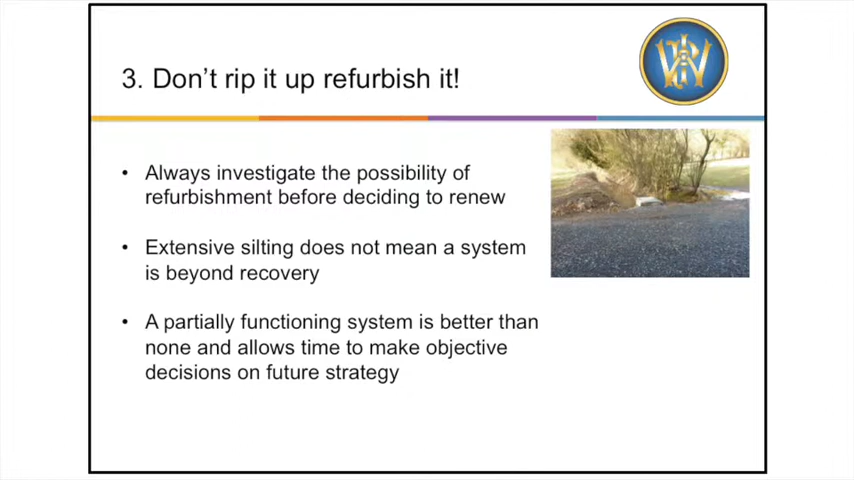 3. Don't rip it up refurbish it!
• Always investigate the possibility of
refurbishment before deciding to renew
• Extensive silting does not mean a system
is beyond recovery
• A partially functioning system is better than
none and allows time to make objective
decisions on future strategy